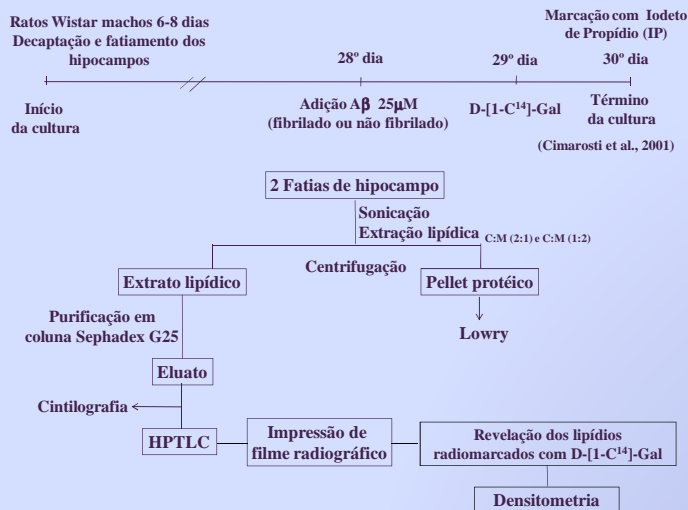 Ratos Wistar machos 6-8 dias
Decaptação e fatiamento dos
hipocampos
Início
da cultura
28º dia
Adição Aβ 25μM
(fibrilado ou não fibrilado)
29º dia
D-[1-C¹⁴]-Gal
Marcação com Iodeto
de Propídio (IP)
30º dia
Término
da cultura
(Cimarosti et al., 2001)
2 Fatias de hipocampo
Sonicação
Extração lipídica C:M (2:1) e C:M (1:2)
Centrifugação
Extrato lipídico
Pellet protéico
Purificação em
coluna Sephadex G25
Lowry
Eluato
Cintilografia
HPTLC
Impressão de
filme radiográfico
Revelação dos lipídios
radiomarcados com D-[1-C¹⁴]-Gal
Densitometria